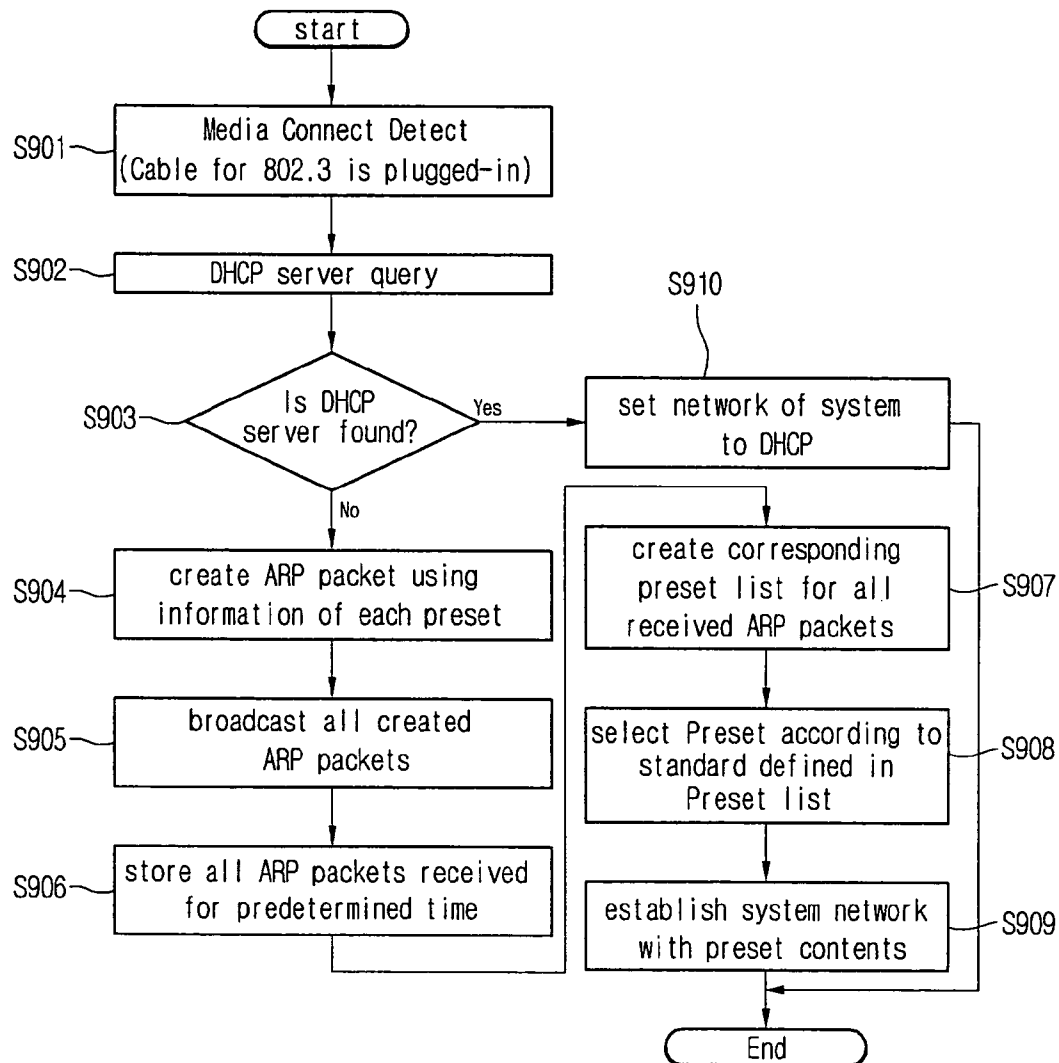 start
S901
Media Connect Detect
(Cable for 802.3 is plugged-in)
S902
DHCP server query
S903
Is DHCP
server found?
Yes
No
S910
set network of system
to DHCP
S904
create ARP packet using
information of each preset
S905
broadcast all created
ARP packets
S906
store all ARP packets received
for predetermined time
create corresponding
preset list for all
received ARP packets
S907
select Preset according to
standard defined in
Preset list
S908
establish system network
with preset contents
S909
End